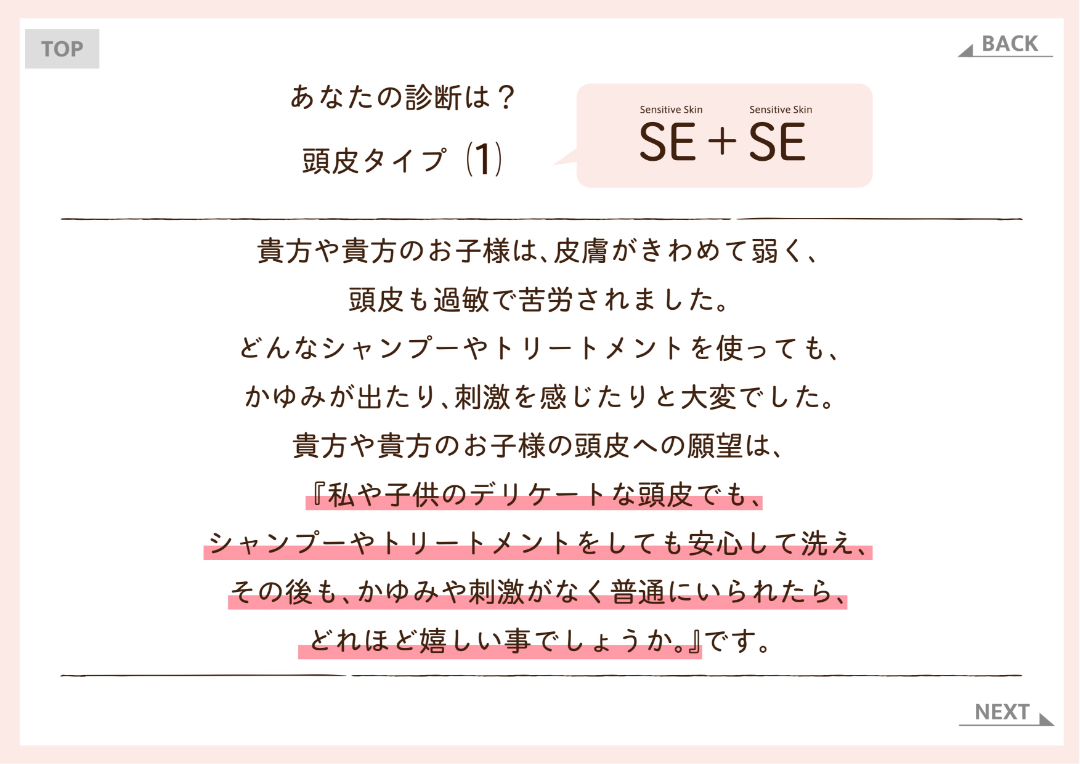 TOP
BACK
あなたの診断は？
頭皮タイプ (1)
Sensitive Skin Sensitive Skin
SE + SE
貴方や貴方のお子様は、皮膚がきわめて弱く、
頭皮も過敏で苦労されました。
どんなシャンプーやトリートメントを使っても、
かゆみが出たり、刺激を感じたりと大変でした。
貴方や貴方のお子様の頭皮への願望は、
『私や子供のデリケートな頭皮でも、
シャンプーやトリートメントをしても安心して洗え、
その後も、かゆみや刺激がなく普通にいられたら、
どれほど嬉しい事でしょうか。』です。
NEXT